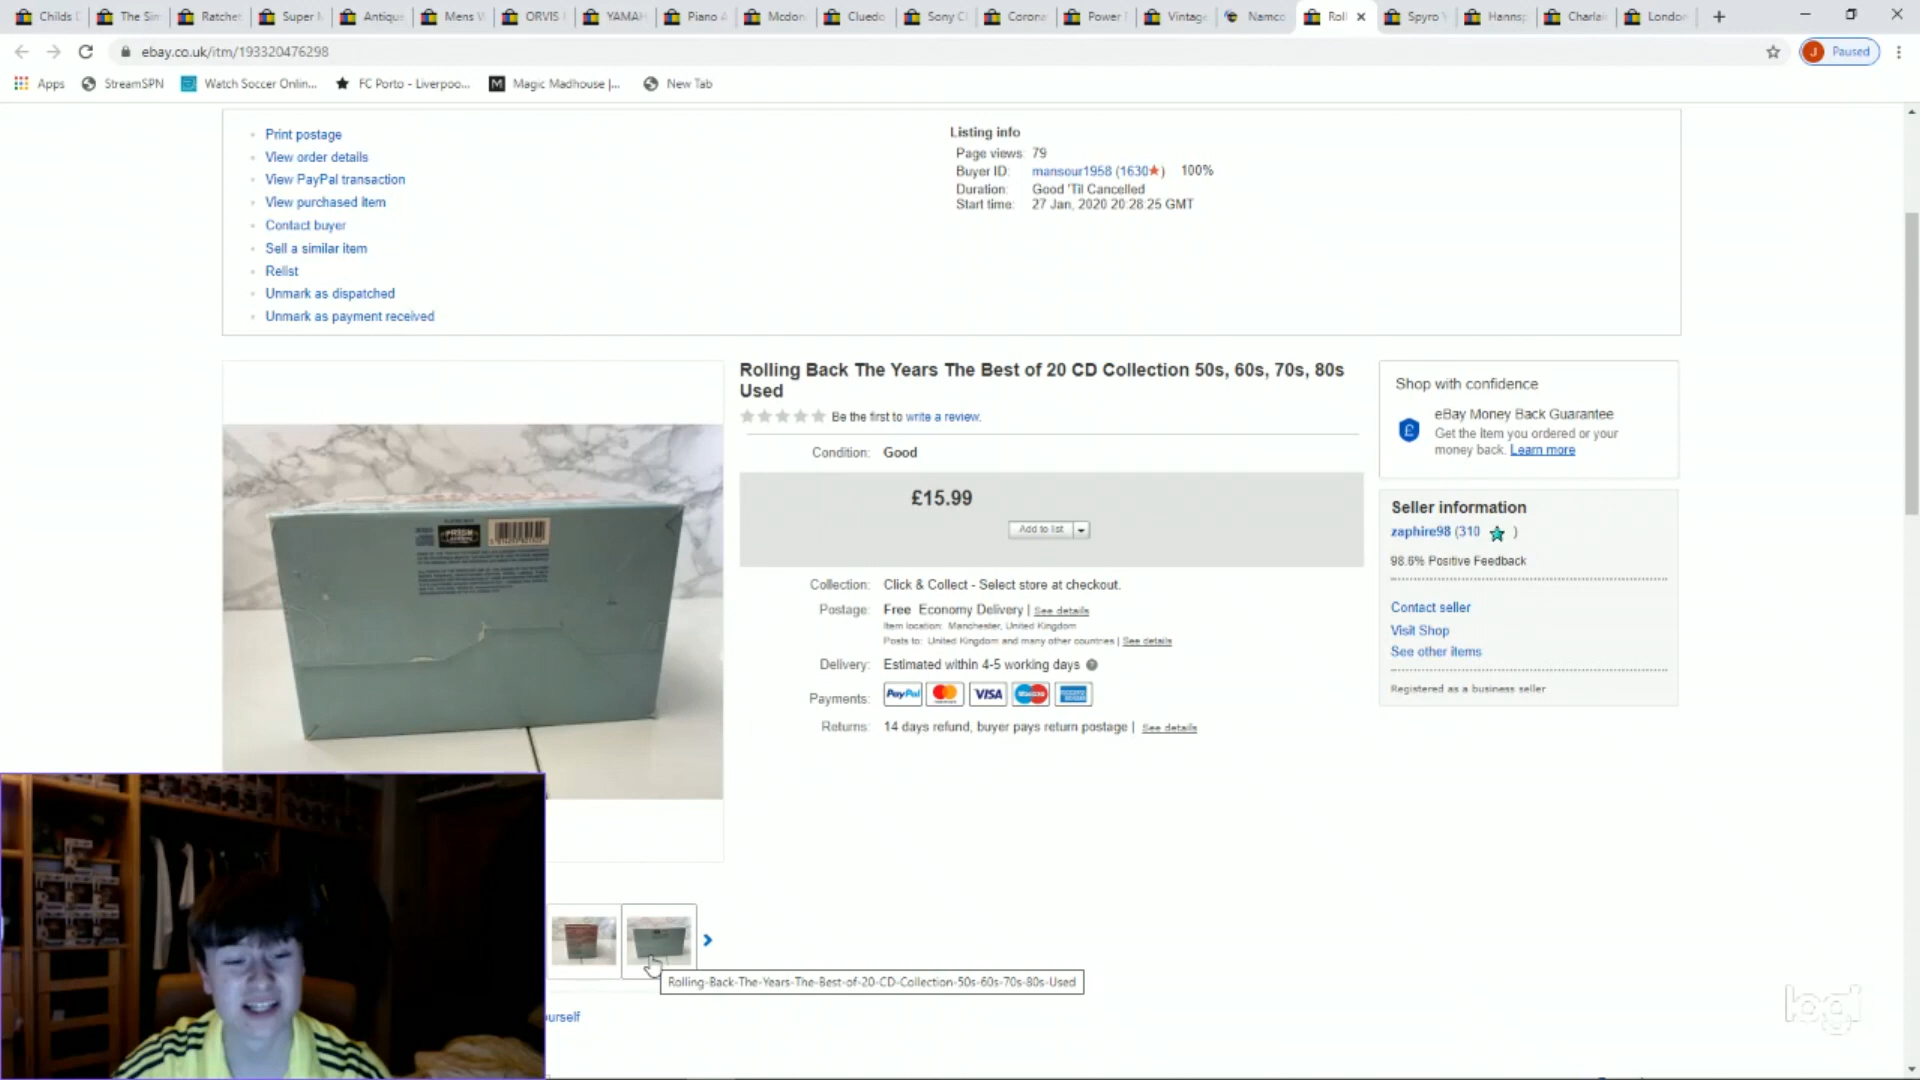 Childs D
The Sim
Ratchet
Super M
Antique
Mens V
ORVIS
YAMAH
Piano A
Mcdon
Cluedo
Sony C
Corona
Power
Vintage
Namco
Roll
Spyro
Hannsp
Charlai
London
ebay.co.uk/itm/193320476298
Paused
Apps
StreamSPN
Watch Soccer Onlin...
FC Porto - Liverpoo...
Magic Madhouse |...
New Tab
Print postage
View order details
View PayPal transaction
View purchased item
Contact buyer
Sell a similar item
Relist
Unmark as dispatched
Unmark as payment received
Listing info
Page views: 79
Buyer ID: mansour1958 (1630★) 100%
Duration: Good 'Til Cancelled
Start time: 27 Jan, 2020 20:28:25 GMT
PRISM
Rolling Back The Years The Best of 20 CD Collection 50s, 60s, 70s, 80s
Used
Be the first to write a review.
Condition: Good
£15.99
Add to list
Collection: Click & Collect - Select store at checkout.
Postage: Free Economy Delivery | See details
Item location: Manchester, United Kingdom
Posts to: United Kingdom and many other countries | See details
Delivery: Estimated within 4-5 working days
Payments: PayPal VISA
Returns: 14 days refund, buyer pays return postage | See details
Shop with confidence
eBay Money Back Guarantee
Get the item you ordered or your
money back. Learn more
Seller information
zaphire98 (310 ★ )
98.6% Positive Feedback
Contact seller
Visit Shop
See other items
Registered as a business seller
Rolling-Back-The-Years-The-Best-of-20-CD-Collection-50s-60s-70s-80s-Used
urself
logi